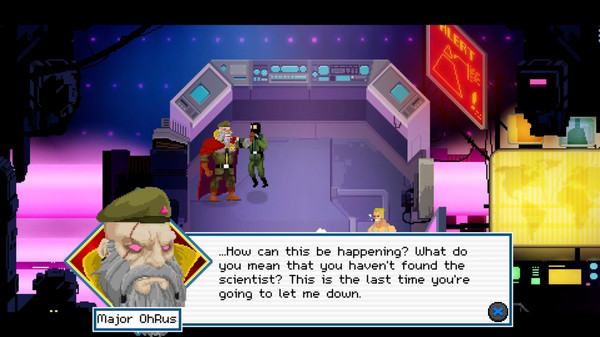 ALERT
...How can this be happening? What do
you mean that you haven't found the
scientist? This is the last time you're
going to let me down.
Major OhRus